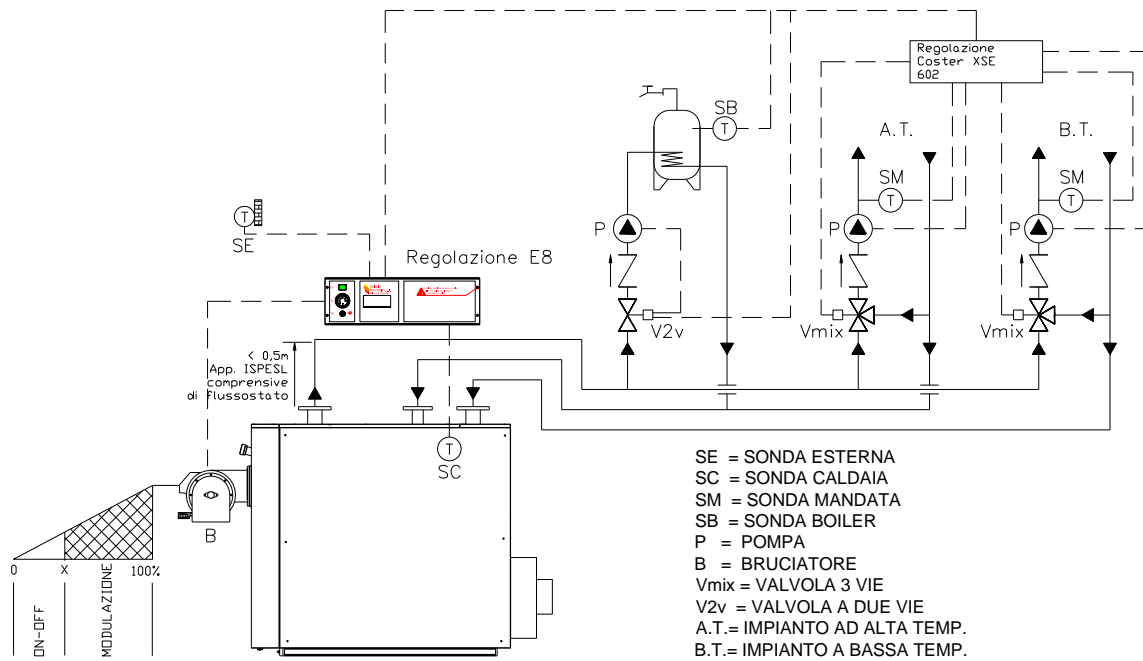 Regolazione
Coster XSE
602
SB
A.T.
B.T.
SM
SM
T
T
T
T
SE
P
P
P
Regolazione E8
V2v
Vmix
Vmix
< 0,5m
App. ISPESL
comprensive
di flussostato
T
SC
B
0
X
100%
ON-OFF
MODULAZIONE
SE = SONDA ESTERNA
SC = SONDA CALDAIA
SM = SONDA MANDATA
SB = SONDA BOILER
P = POMPA
B = BRUCIATORE
Vmix = VALVOLA 3 VIE
V2v = VALVOLA A DUE VIE
A.T.= IMPIANTO AD ALTA TEMP.
B.T.= IMPIANTO A BASSA TEMP.